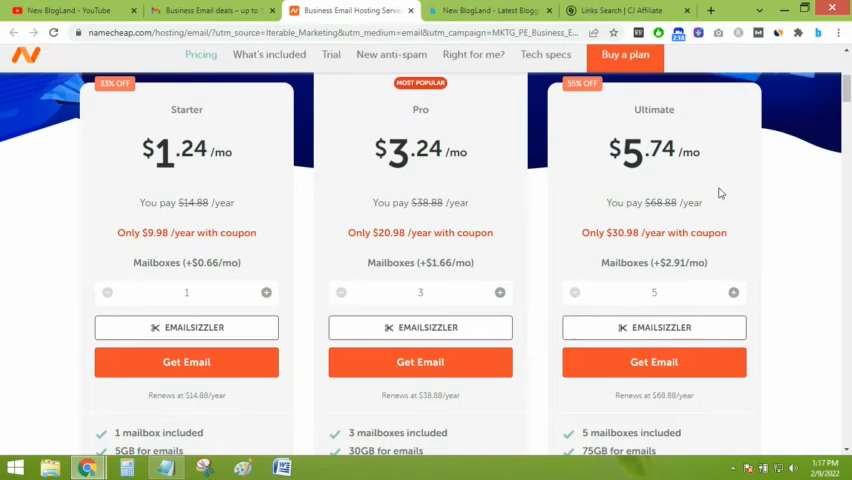 New BlogLand - YouTube
Business Email deals – up to 5
Business Email Hosting Servic
New BlogLand - Latest Blogg
Links Search | CJ Affiliate
namecheap.com/hosting/email/?utm_source=Iterable_Marketing&utm_medium=email&utm_campaign=MKTG_PE_Business_E...
2:18
Pricing
What's included
Trial
New anti-spam
Right for me?
Tech specs
Buy a plan
33% OFF
MOST POPULAR
55% OFF
Starter
Pro
Ultimate
$1.24 /mo
$3.24 /mo
$5.74 /mo
You pay $14.88 /year
You pay $38.88 /year
You pay $68.88 /year
Only $9.98 /year with coupon
Only $20.98 /year with coupon
Only $30.98 /year with coupon
Mailboxes (+$0.66/mo)
Mailboxes (+$1.66/mo)
Mailboxes (+$2.91/mo)
1
3
5
EMAILSIZZLER
EMAILSIZZLER
EMAILSIZZLER
Get Email
Get Email
Get Email
Renews at $14.88/year
Renews at $38.88/year
Renews at $68.88/year
1 mailbox included
3 mailboxes included
5 mailboxes included
5GB for emails
30GB for emails
75GB for emails
1:17 PM
2/9/2022